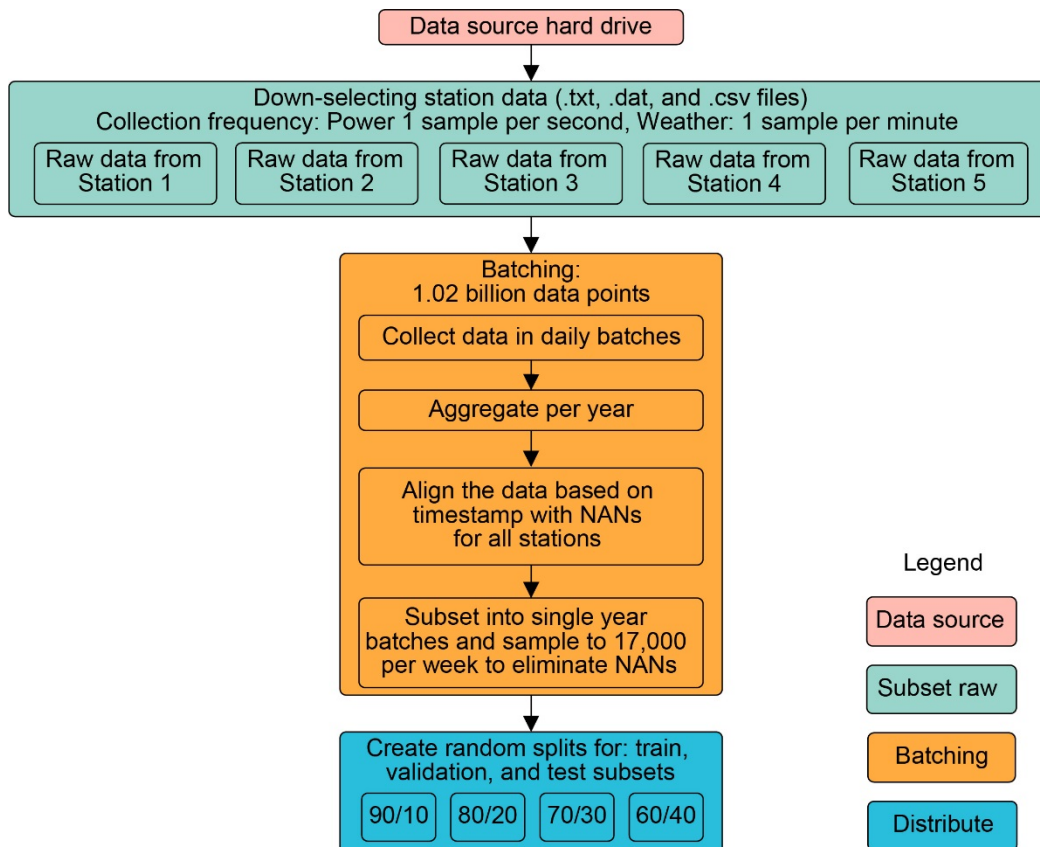 Data source hard drive
Down-selecting station data (.txt, .dat, and .csv files)
Collection frequency: Power 1 sample per second, Weather: 1 sample per minute
Raw data from
Station 1
Raw data from
Station 2
Raw data from
Station 3
Raw data from
Station 4
Raw data from
Station 5
Batching:
1.02 billion data points
Collect data in daily batches
Aggregate per year
Align the data based on
timestamp with NANs
for all stations
Subset into single year
batches and sample to 17,000
per week to eliminate NANs
Create random splits for: train,
validation, and test subsets
90/10
80/20
70/30
60/40
Legend
Data source
Subset raw
Batching
Distribute